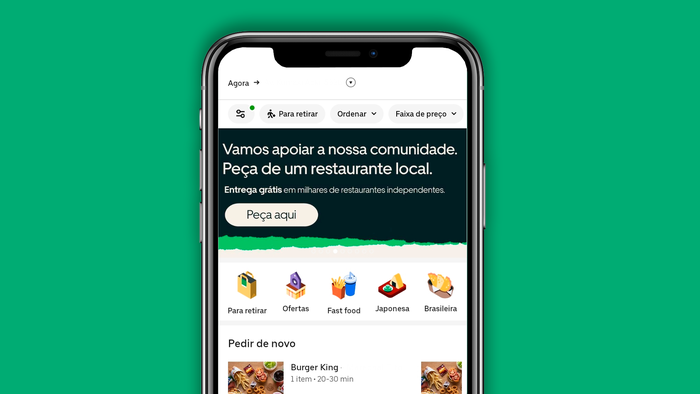 Agora →
Para retirar
Ordenar
Faixa de preço
Vamos apoiar a nossa comunidade.
Peça de um restaurante local.
Entrega grátis em milhares de restaurantes independentes.
Peça aqui
Para retirar
Ofertas
Fast food
Japonesa
Brasileira
Pedir de novo
Burger King
1 item • 20-30 min